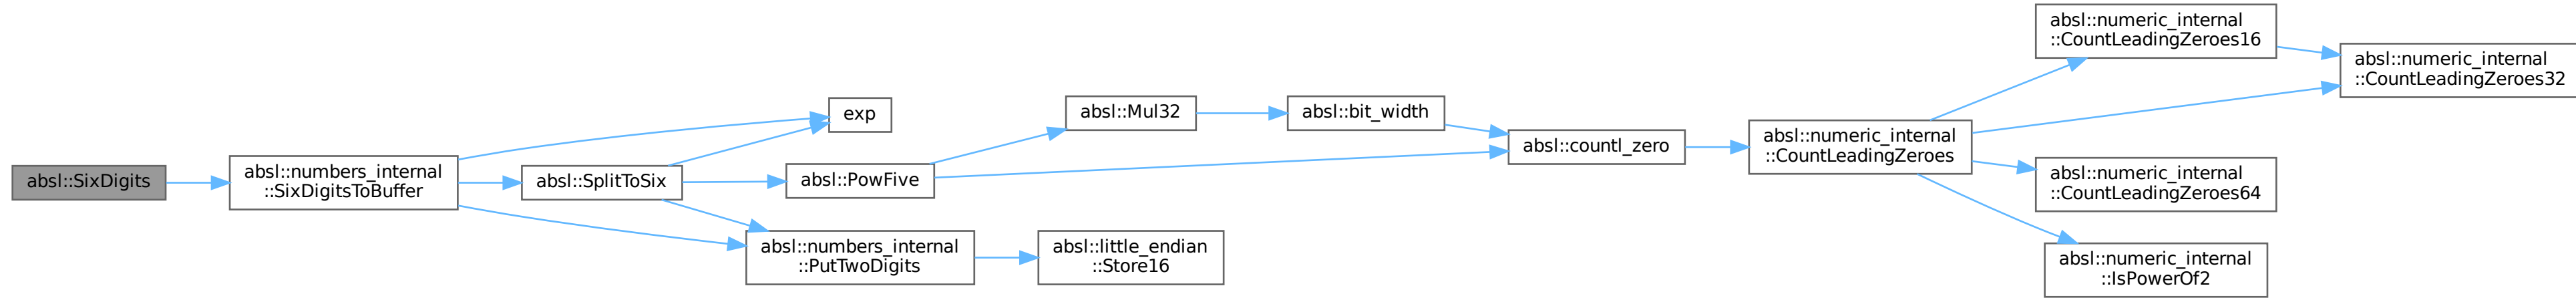 absl::SixDigits
absl::numbers_internal
::SixDigitsToBuffer
exp
absl::SplitToSix
absl::PowFive
absl::numbers_internal
::PutTwoDigits
absl::Mul32
absl::little_endian
::Store16
absl::bit_width
absl::countl_zero
absl::numeric_internal
::CountLeadingZeroes
absl::numeric_internal
::CountLeadingZeroes16
absl::numeric_internal
::CountLeadingZeroes32
absl::numeric_internal
::CountLeadingZeroes64
absl::numeric_internal
::IsPowerOf2